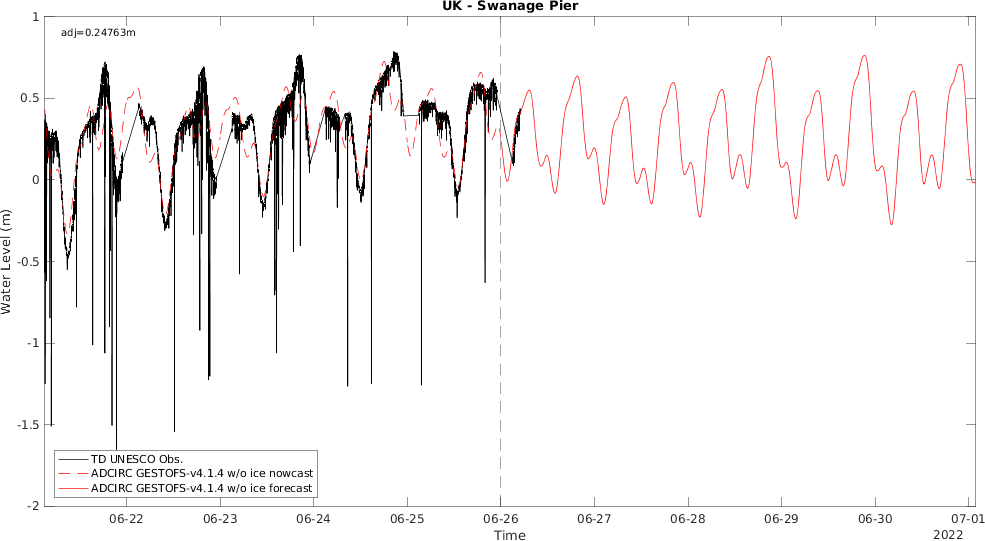 UK - Swanage Pier
adj=0.24763m
1
0.5
0
-0.5
-1
-1.5
-2
Water Level (m)
TD UNESCO Obs.
ADCIRC GESTOFS-v4.1.4 w/o ice nowcast
ADCIRC GESTOFS-v4.1.4 w/o ice forecast
06-22 06-23 06-24 06-25 06-26 06-27 06-28 06-29 06-30 07-01
Time
2022